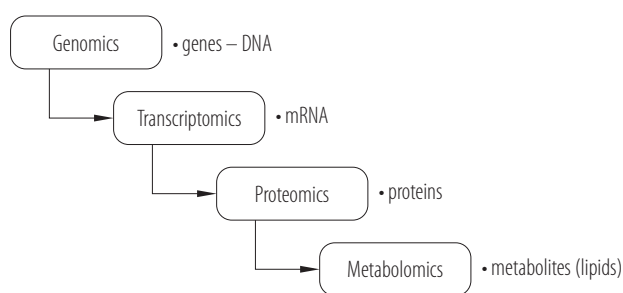 Genomics • genes – DNA
Transcriptomics • mRNA
Proteomics • proteins
Metabolomics • metabolites (lipids)